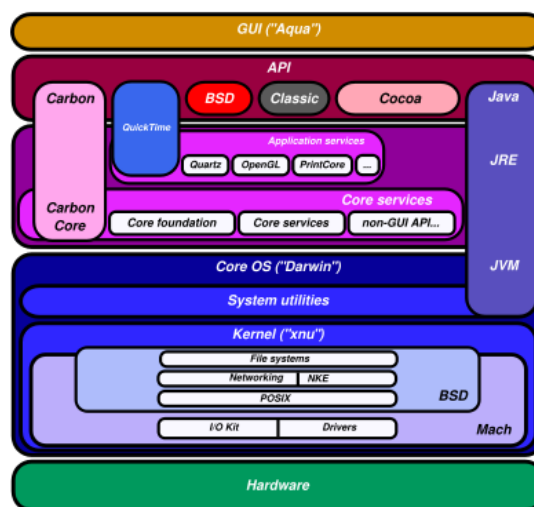 GUI ("Aqua")
API
Carbon
QuickTime
BSD
Classic
Cocoa
Java
Application services
Quartz
OpenGL
PrintCore
...
JRE
Core services
Carbon
Core
Core foundation
Core services
non-GUI API...
Core OS ("Darwin")
JVM
System utilities
Kernel ("xnu")
File systems
Networking
NKE
POSIX
BSD
I/O Kit
Drivers
Mach
Hardware